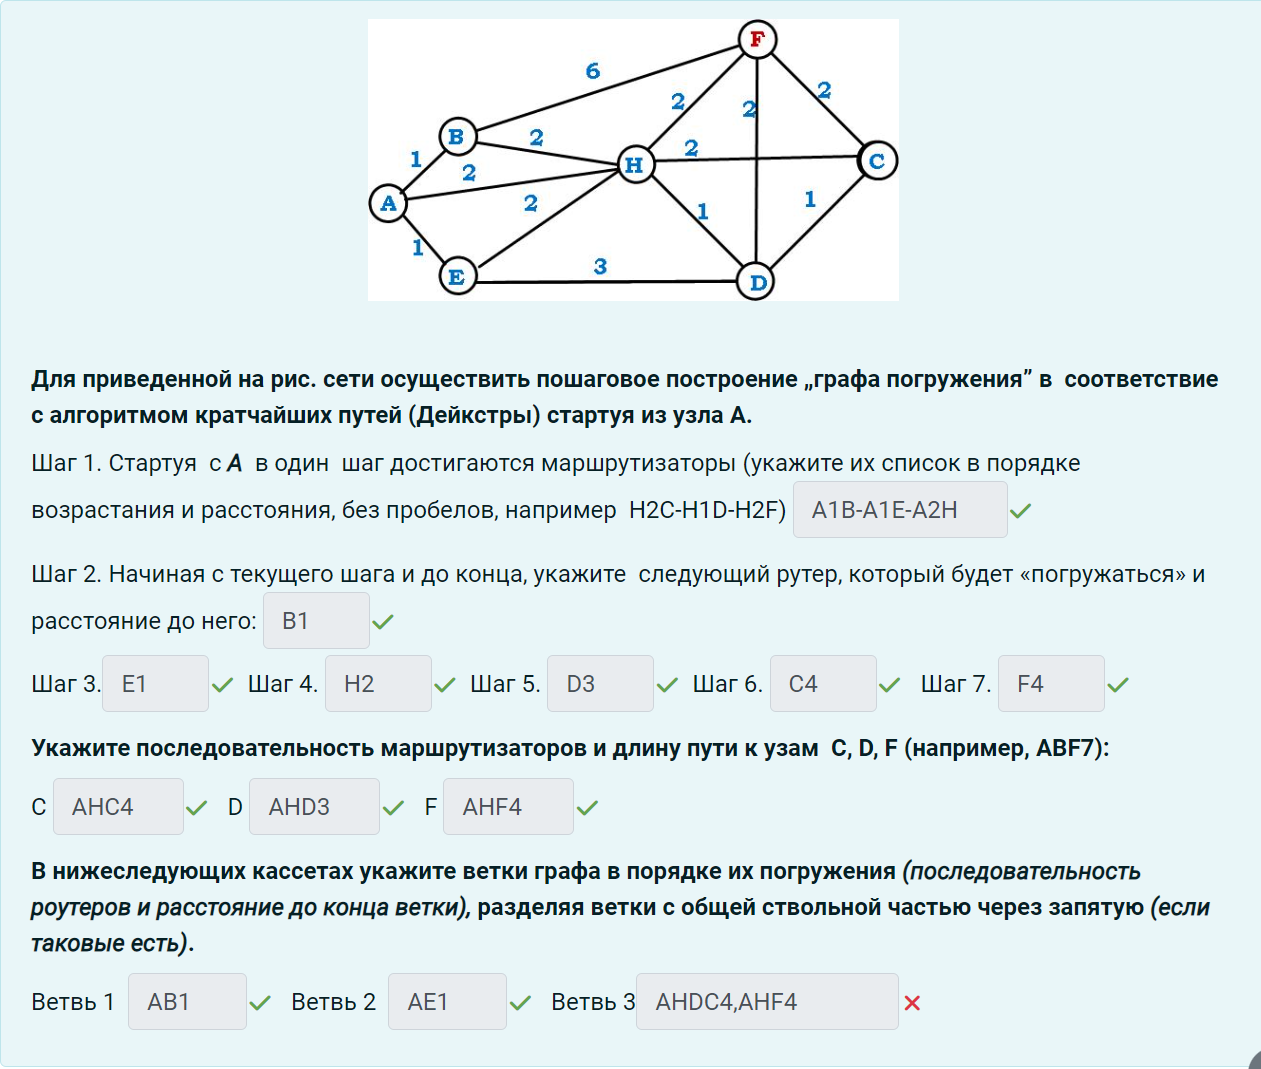 F
6
2
2
2
B
2
1
2
H
2
C
A
2
1
1
1
E
3
D
Для приведенной на рис. сети осуществить пошаговое построение „графа погружения” в соответствие
с алгоритмом кратчайших путей (Дейкстры) стартуя из узла А.
Шаг 1. Стартуя с A в один шаг достигаются маршрутизаторы (укажите их список в порядке
возрастания и расстояния, без пробелов, например H2C-H1D-H2F) A1B-A1E-A2H
Шаг 2. Начиная с текущего шага и до конца, укажите следующий рутер, который будет «погружаться» и
расстояние до него: B1
Шаг 3. E1 Шаг 4. H2 Шаг 5. D3 Шаг 6. C4 Шаг 7. F4
Укажите последовательность маршрутизаторов и длину пути к узам C, D, F (например, ABF7):
C AHC4 D AHD3 F AHF4
В нижеследующих кассетах укажите ветки графа в порядке их погружения (последовательность
роутеров и расстояние до конца ветки), разделяя ветки с общей ствольной частью через запятую (если
таковые есть).
Ветвь 1 AB1 Ветвь 2 AE1 Ветвь 3 AHDC4,AHF4